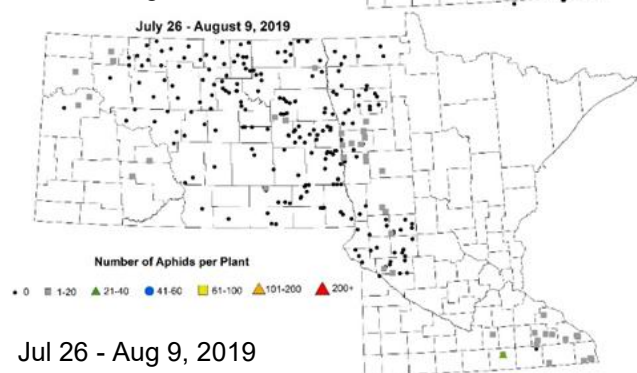 July 26 - August 9, 2019
Number of Aphids per Plant
0 1-20 21-40 41-60 61-100 101-200 200+
Jul 26 - Aug 9, 2019